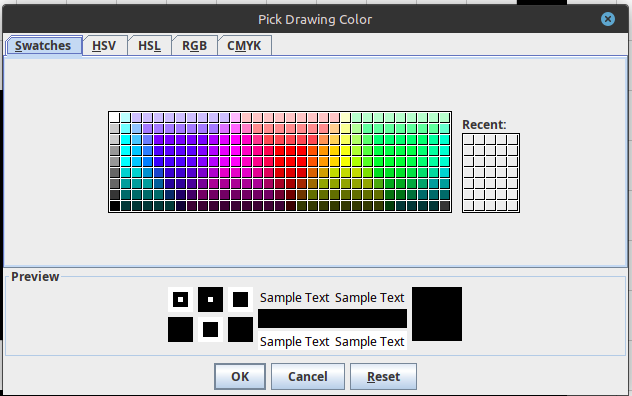 Pick Drawing Color
Swatches HSV HSL RGB CMYK
Recent:
Preview
Sample Text Sample Text
Sample Text Sample Text
OK Cancel Reset